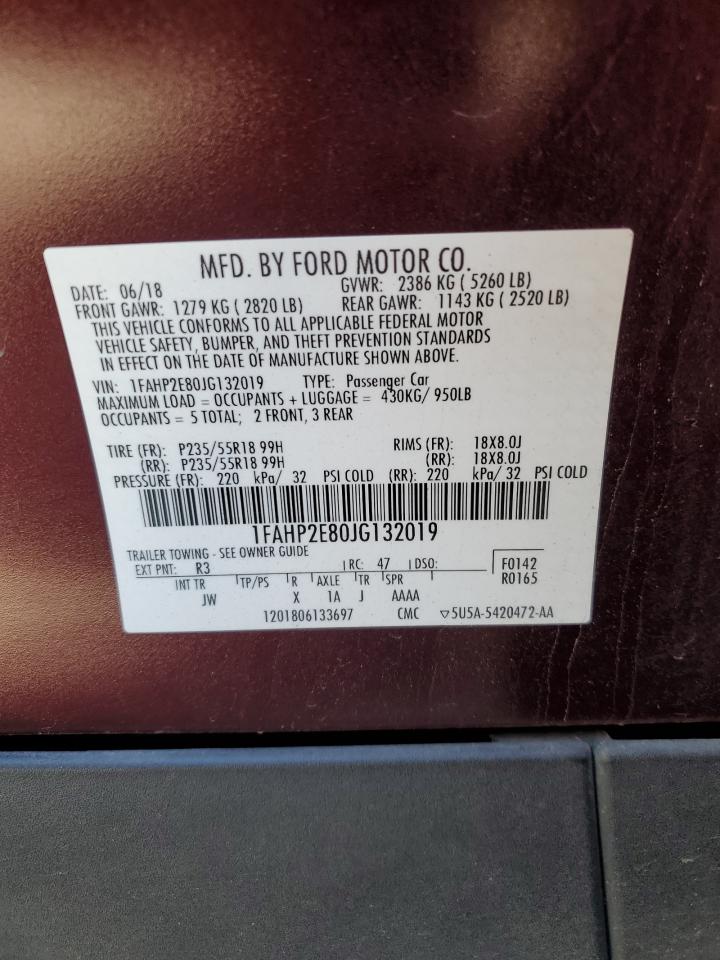 MFD. BY FORD MOTOR CO.
DATE: 06/18 GVWR: 2386 KG ( 5260 LB)
FRONT GAWR: 1279 KG ( 2820 LB) REAR GAWR: 1143 KG ( 2520 LB)
THIS VEHICLE CONFORMS TO ALL APPLICABLE FEDERAL MOTOR
VEHICLE SAFETY, BUMPER, AND THEFT PREVENTION STANDARDS
IN EFFECT ON THE DATE OF MANUFACTURE SHOWN ABOVE.
VIN: 1FAHP2E80JG132019 TYPE: Passenger Car
MAXIMUM LOAD = OCCUPANTS + LUGGAGE = 430KG/ 950LB
OCCUPANTS = 5 TOTAL; 2 FRONT, 3 REAR
TIRE (FR): P235/55R18 99H RIMS (FR): 18X8.0J
(RR): P235/55R18 99H (RR): 18X8.0J
PRESSURE (FR): 220 kPa/ 32 PSI COLD (RR): 220 kPa/ 32 PSI COLD
1FAHP2E80JG132019
TRAILER TOWING - SEE OWNER GUIDE
EXT PNT: R3 RC: 47 DSO: F0142
R0165
INT TR TP/PS R AXLE TR SPR
JW X 1A J AAAA
1201806133697 CMC ▽5U5A-5420472-AA